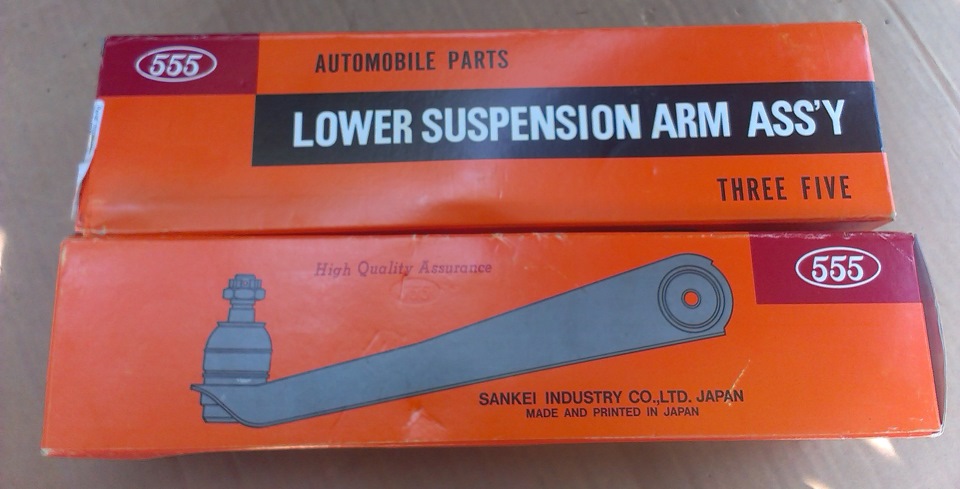 555
AUTOMOBILE PARTS
LOWER SUSPENSION ARM ASS'Y
THREE FIVE
High Quality Assurance
555
SANKEI INDUSTRY CO.,LTD. JAPAN
MADE AND PRINTED IN JAPAN